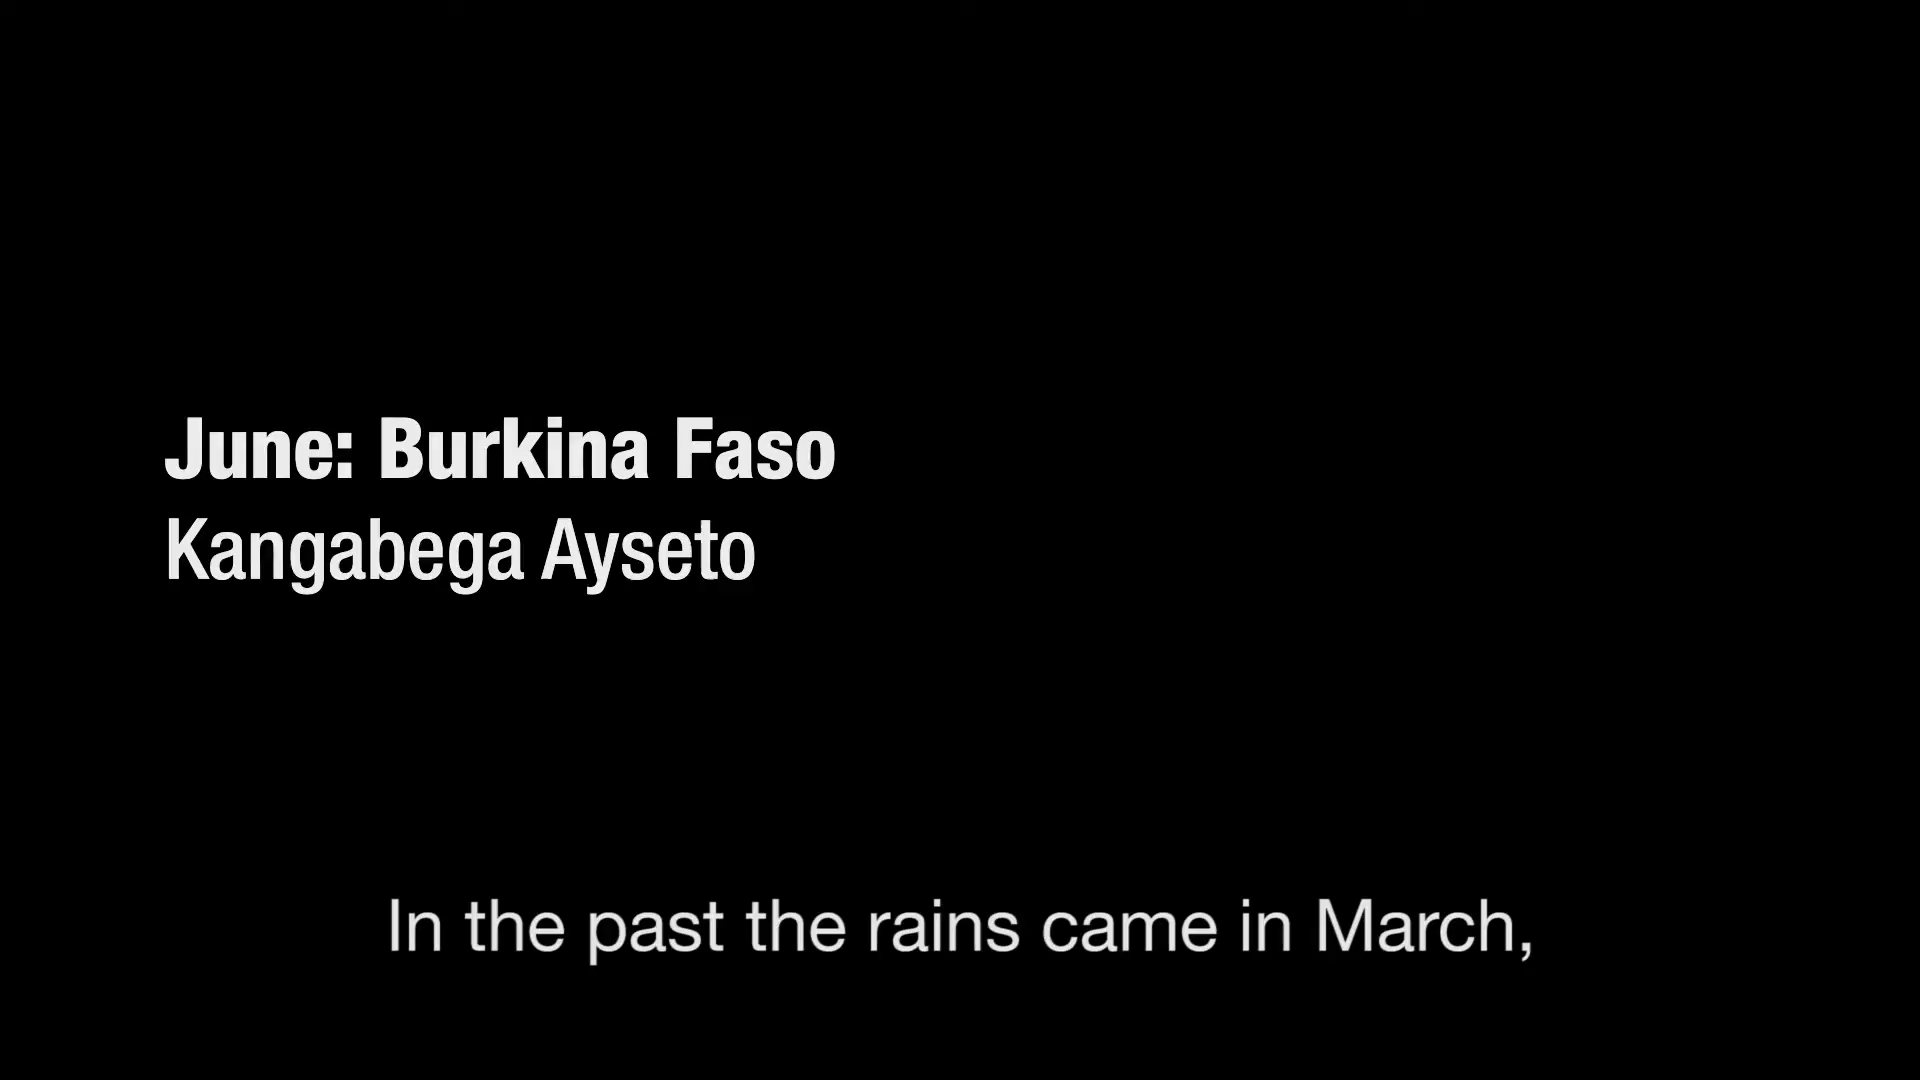 June: Burkina Faso
Kangabega Ayseto
In the past the rains came in March,